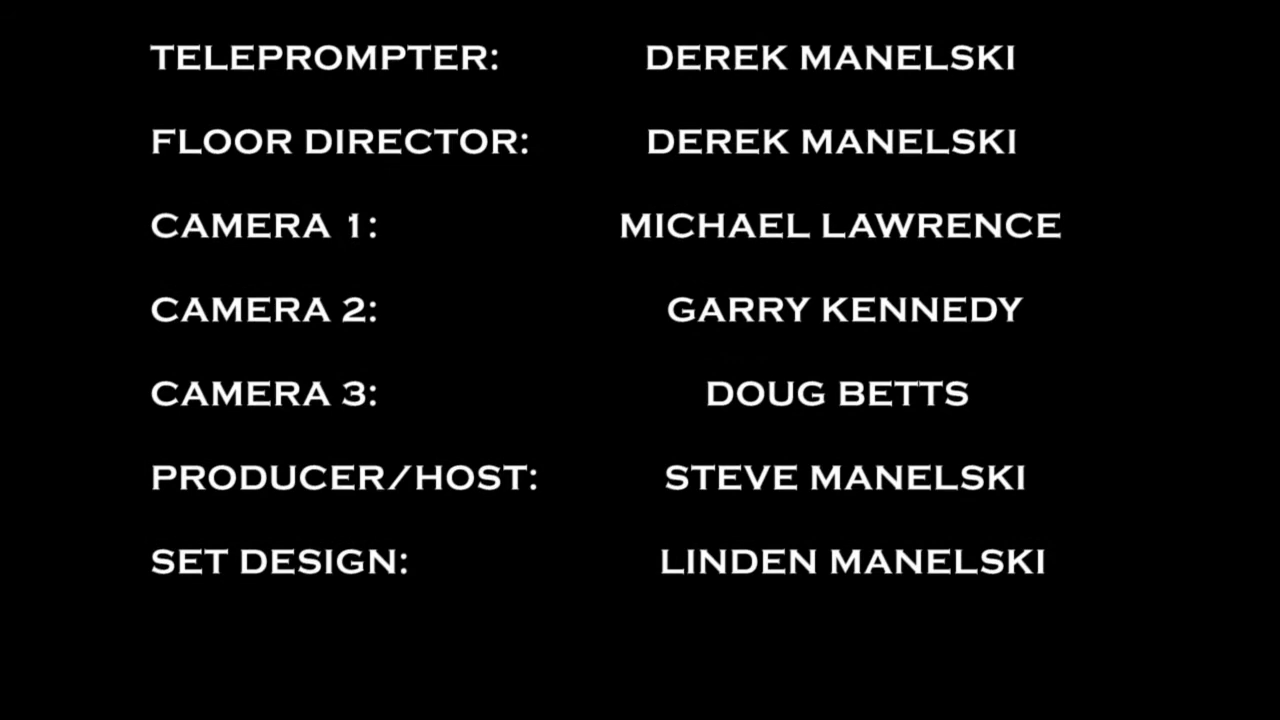 TELEPROMPTER: DEREK MANELSKI
FLOOR DIRECTOR: DEREK MANELSKI
CAMERA 1: MICHAEL LAWRENCE
CAMERA 2: GARRY KENNEDY
CAMERA 3: DOUG BETTS
PRODUCER/HOST: STEVE MANELSKI
SET DESIGN: LINDEN MANELSKI